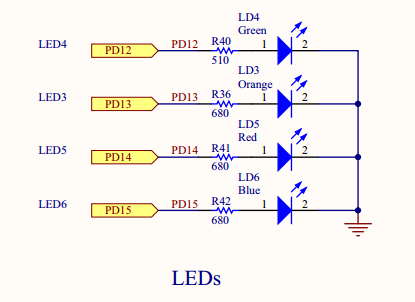 LD4
Green
LED4 PD12 PD12 R40 1 2
510
LD3
Orange
LED3 PD13 PD13 R36 1 2
680
LD5
Red
LED5 PD14 PD14 R41 1 2
680
LD6
Blue
LED6 PD15 PD15 R42 1 2
680
LEDs